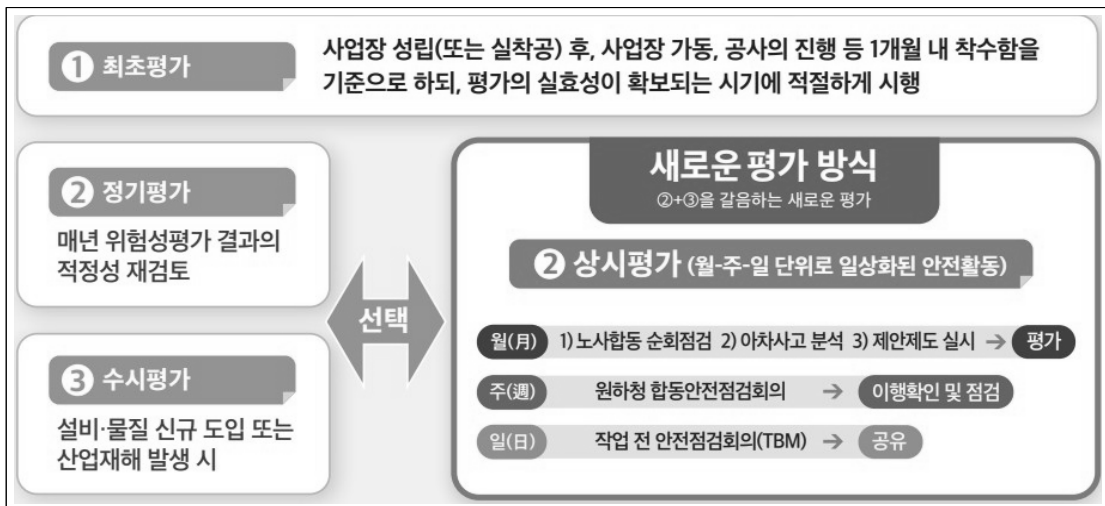 ① 최초평가
사업장 성립(또는 실착공) 후, 사업장 가동, 공사의 진행 등 1개월 내 착수함을
기준으로 하되, 평가의 실효성이 확보되는 시기에 적절하게 시행
② 정기평가
매년 위험성평가 결과의
적정성 재검토
③ 수시평가
설비·물질 신규 도입 또는
산업재해 발생 시
선택
새로운 평가 방식
②+③을 갈음하는 새로운 평가
② 상시평가 (월-주-일 단위로 일상화된 안전활동)
월(月) 1) 노사합동 순회점검 2) 아차사고 분석 3) 제안제도 실시 → 평가
주(週) 원하청 합동안전점검회의 → 이행확인 및 점검
일(日) 작업 전 안전점검회의(TBM) → 공유